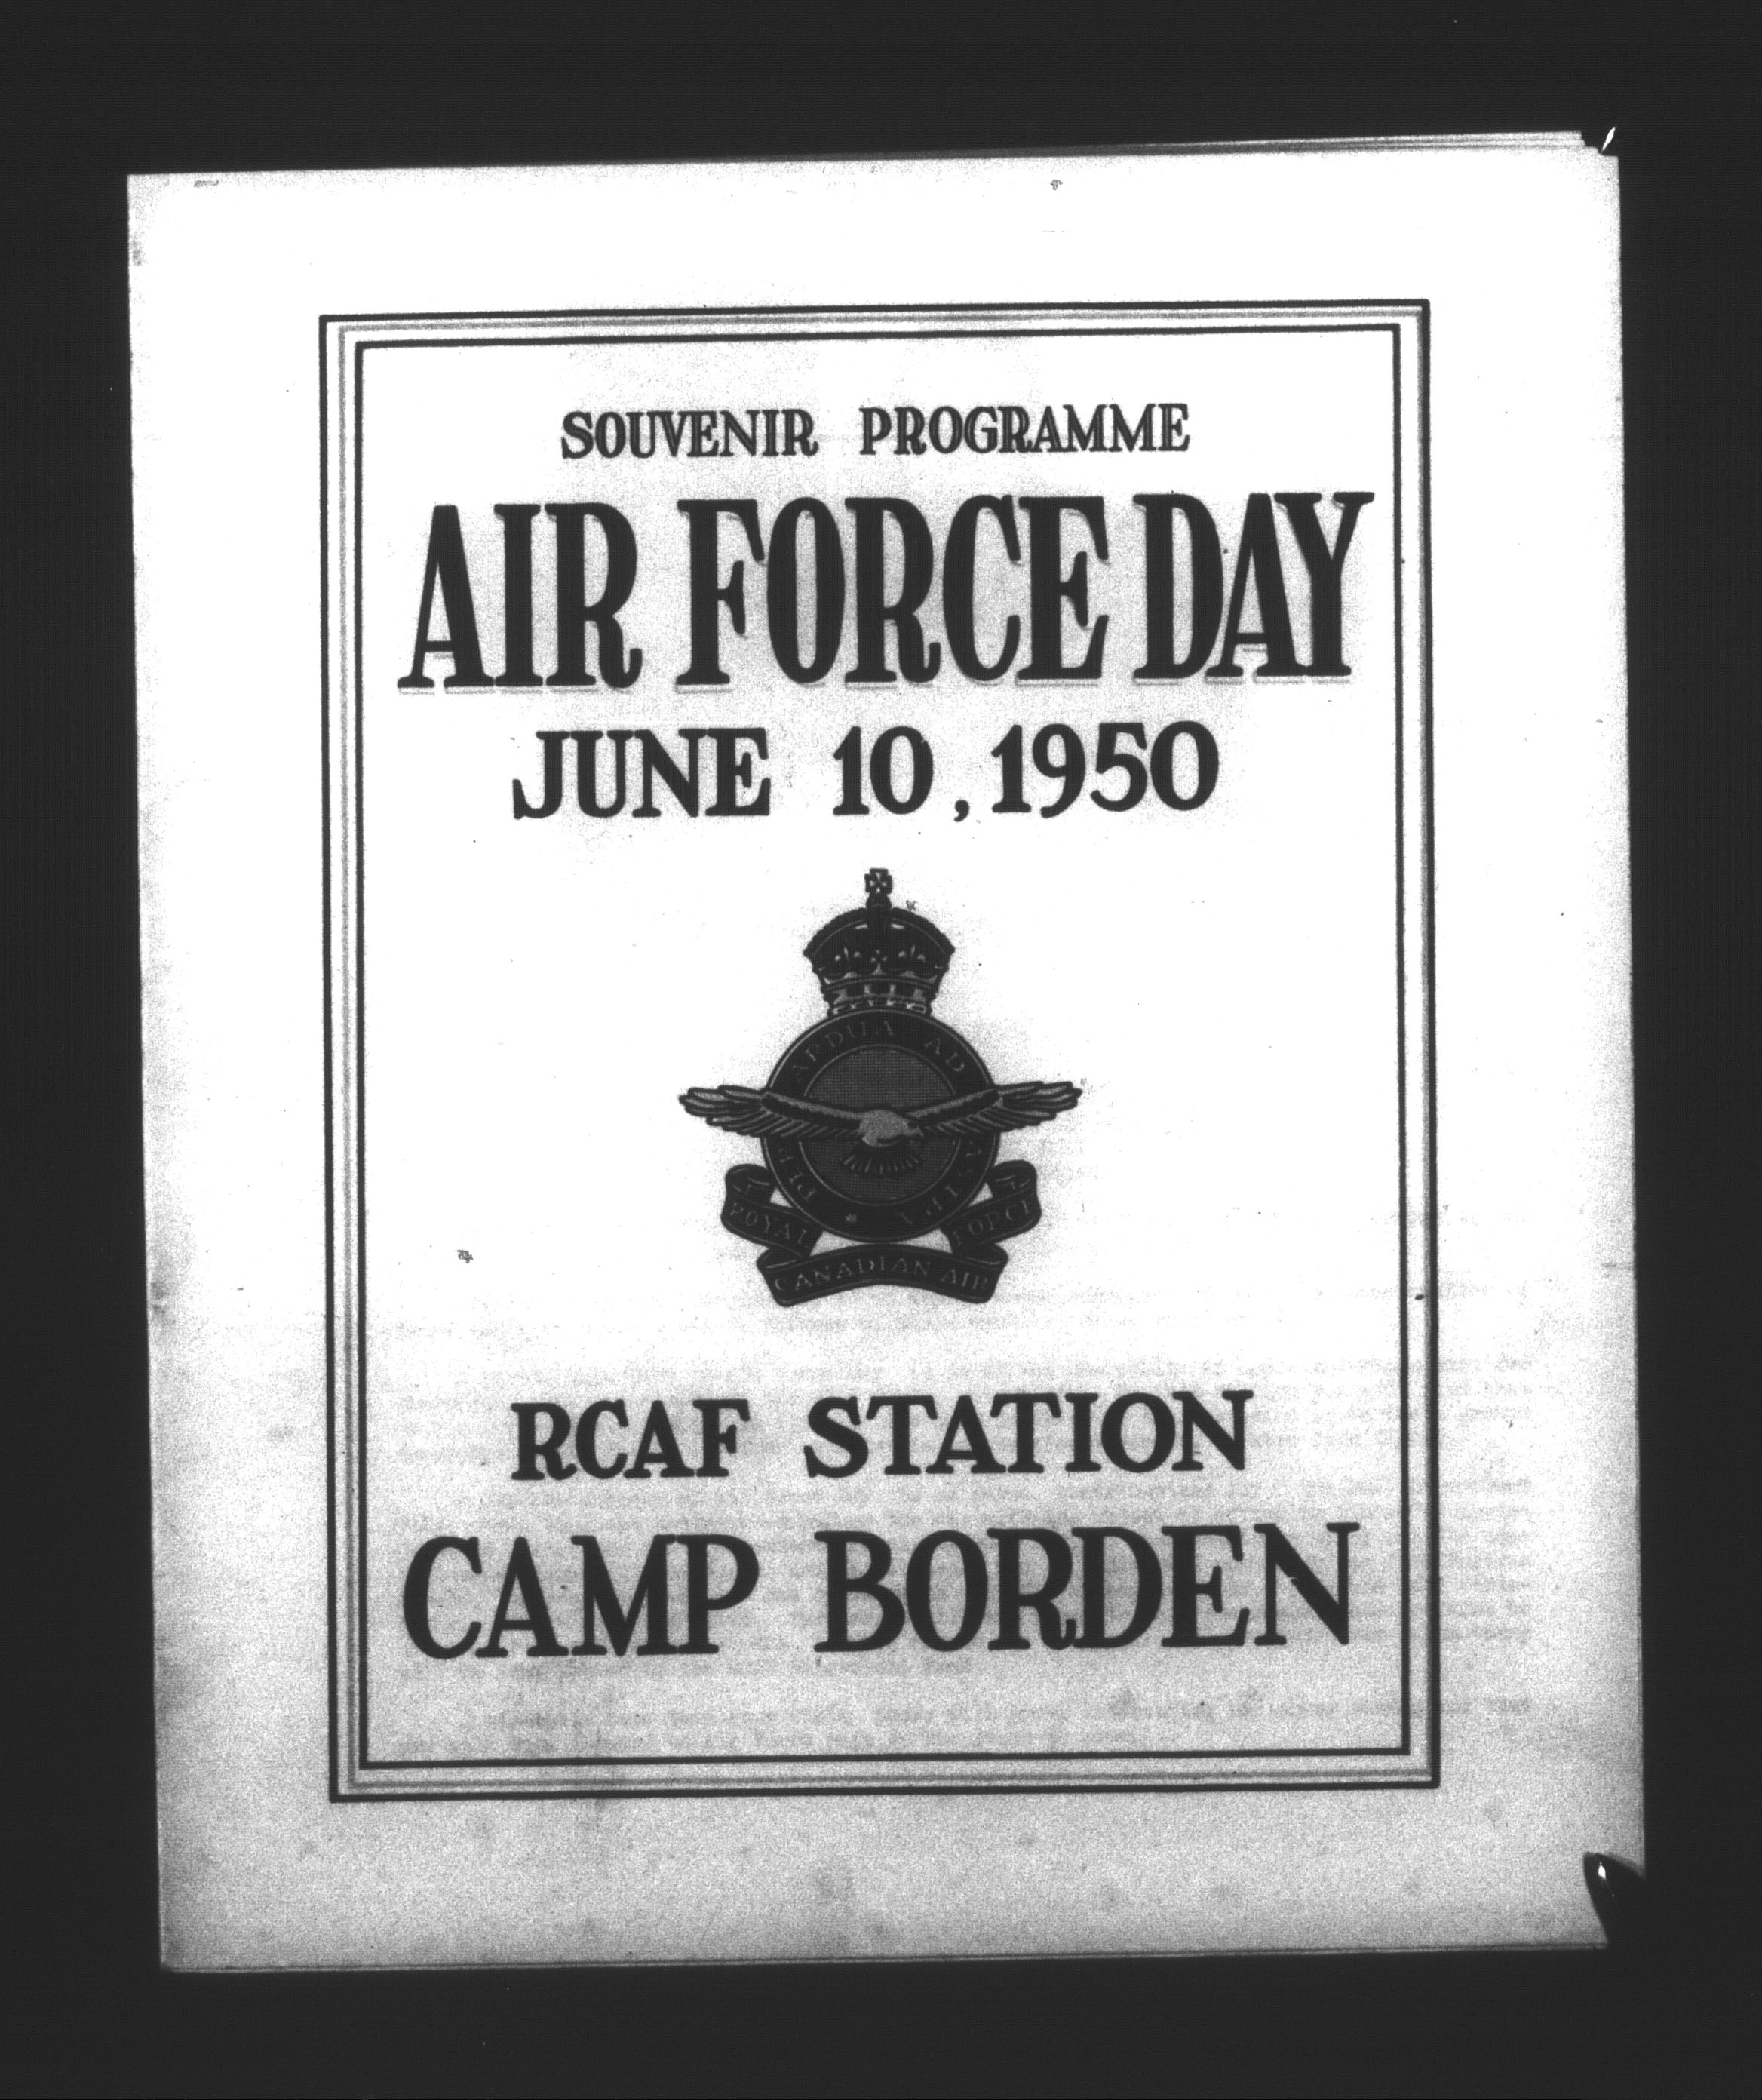 SOUVENIR PROGRAMME
AIR FORCE DAY
JUNE 10, 1950
PER ARDUA AD ASTRA
ROYAL CANADIAN AIR FORCE
RCAF STATION
CAMP BORDEN